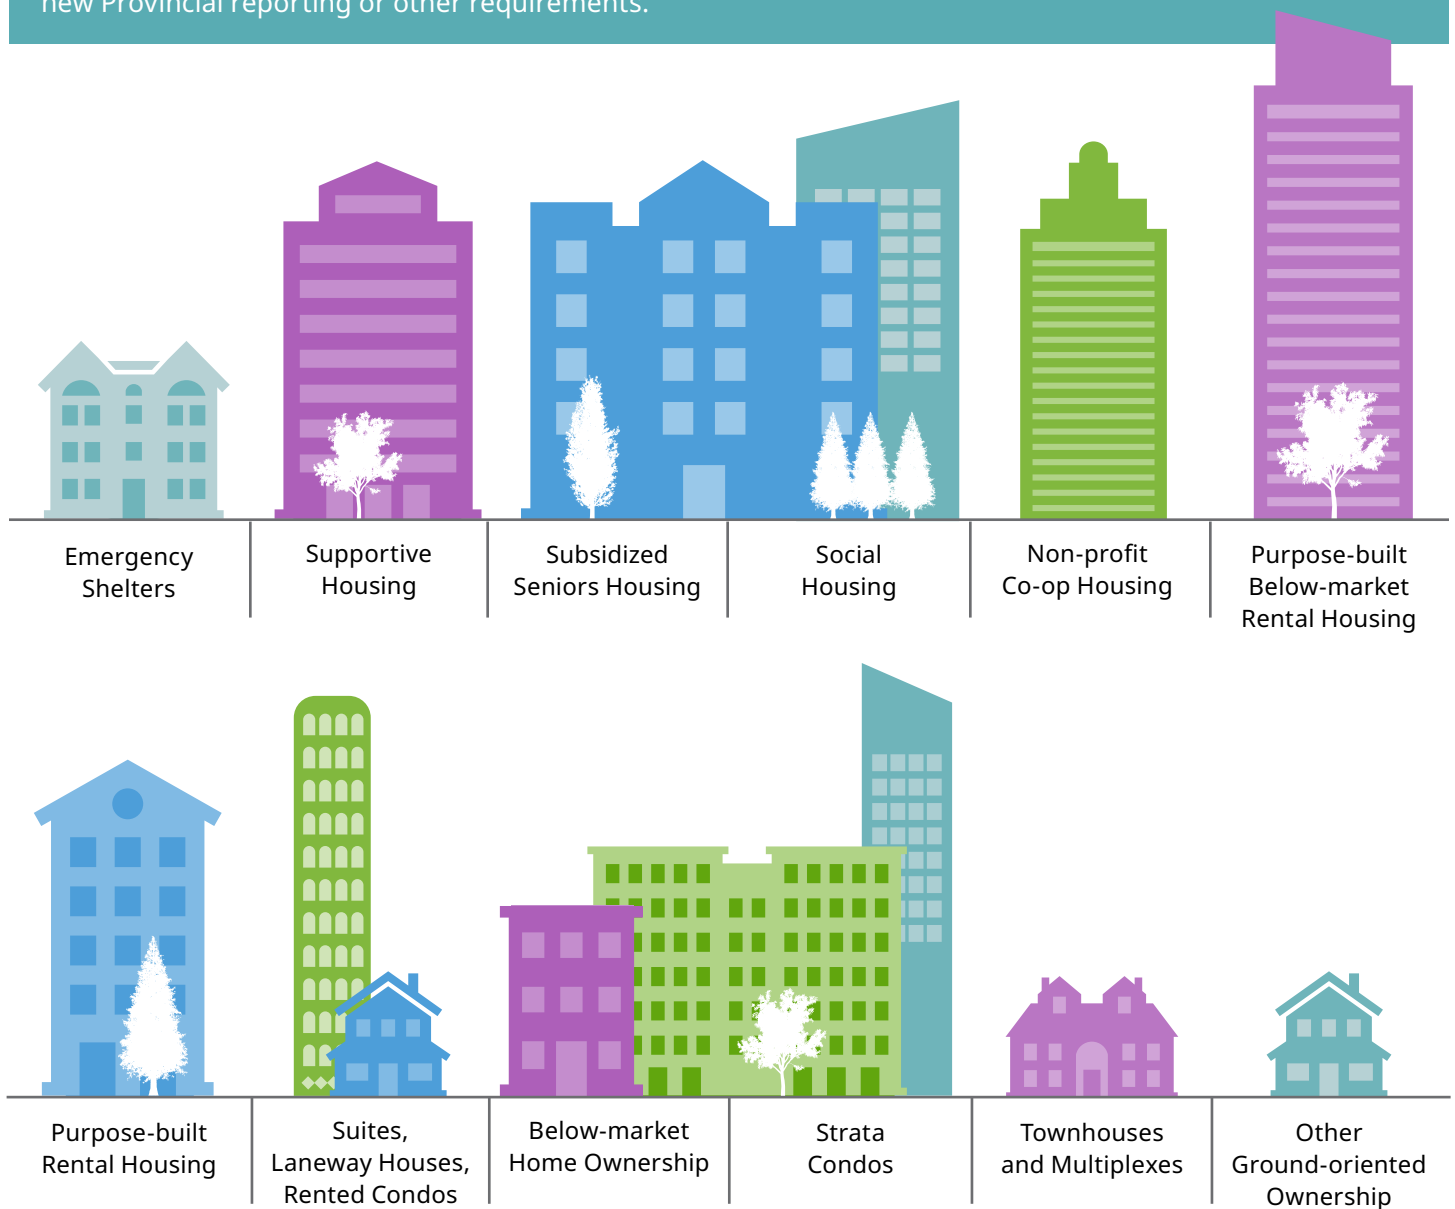 new Provincial reporting or other requirements.
Emergency
Shelters
Supportive
Housing
Subsidized
Seniors Housing
Social
Housing
Non-profit
Co-op Housing
Purpose-built
Below-market
Rental Housing
Purpose-built
Rental Housing
Suites,
Laneway Houses,
Rented Condos
Below-market
Home Ownership
Strata
Condos
Townhouses
and Multiplexes
Other
Ground-oriented
Ownership